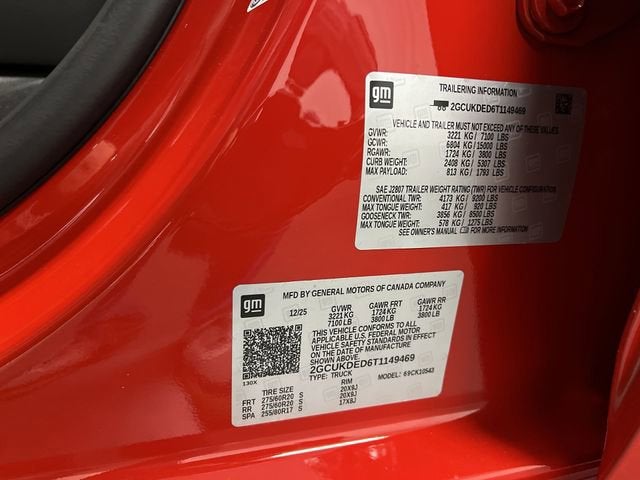 gm
TRAILERING INFORMATION
2GCUKDED6T1149469
VEHICLE AND TRAILER MUST NOT EXCEED ANY OF THESE VALUES
GVWR: 3221 KG / 7100 LBS
GCWR: 6804 KG / 15000 LBS
RGAWR: 1724 KG / 3800 LBS
CURB WEIGHT: 2408 KG / 5307 LBS
MAX PAYLOAD: 813 KG / 1793 LBS
SAE J2807 TRAILER WEIGHT RATING (TWR) FOR VEHICLE CONFIGURATION
CONVENTIONAL TWR: 4173 KG / 9200 LBS
MAX TONGUE WEIGHT: 417 KG / 920 LBS
GOOSENECK TWR: 3856 KG / 8500 LBS
MAX TONGUE WEIGHT: 578 KG / 1275 LBS
SEE OWNER'S MANUAL FOR MORE INFORMATION
gm
MFD BY GENERAL MOTORS OF CANADA COMPANY
12/25 GVWR GAWR FRT GAWR RR
3221 KG 1724 KG 1724 KG
7100 LB 3800 LB 3800 LB
THIS VEHICLE CONFORMS TO ALL
APPLICABLE U.S. FEDERAL MOTOR
VEHICLE SAFETY STANDARDS IN EFFECT
ON THE DATE OF MANUFACTURE
SHOWN ABOVE.
2GCUKDED6T1149469
TYPE: TRUCK MODEL: 69CK10543
130X
TIRE SIZE RIM
FRT 275/60R20 S 20X9J
RR 275/60R20 S 20X9J
SPA 255/80R17 S 17X8J